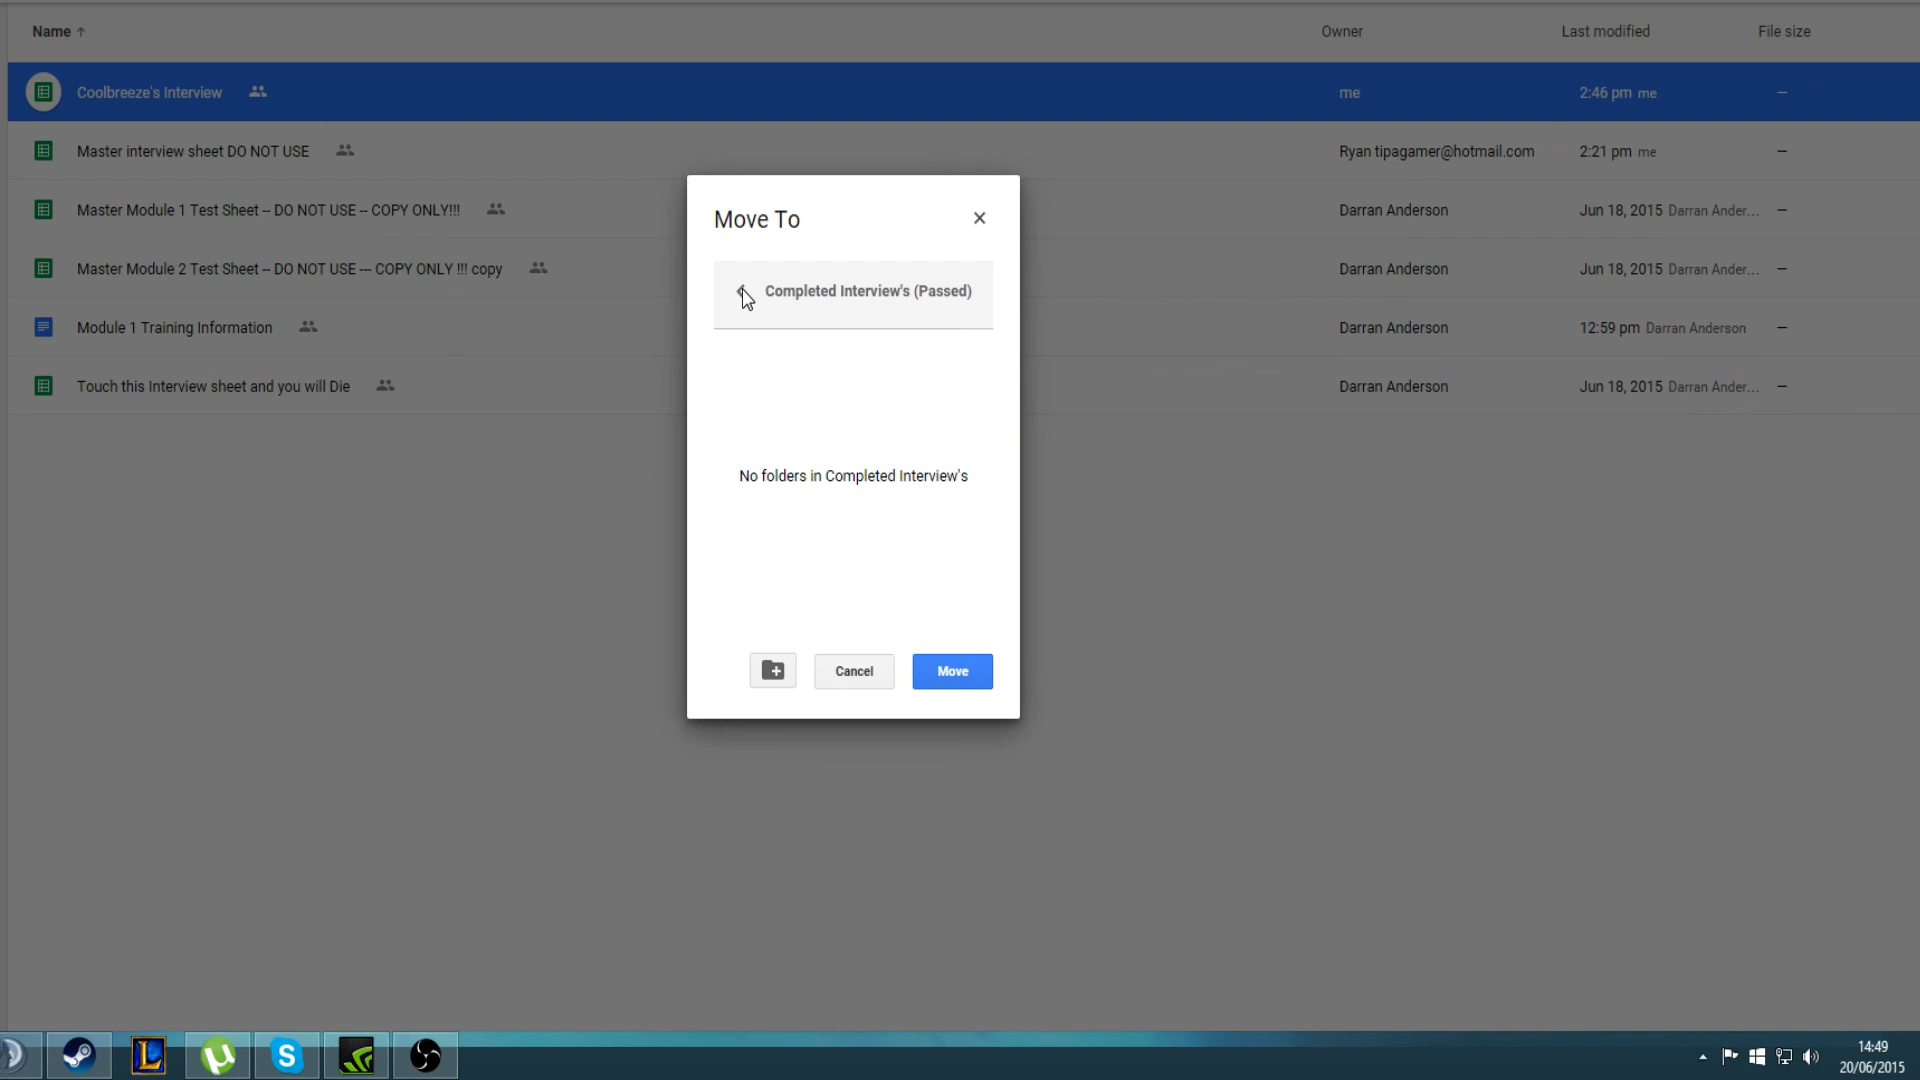 Name ↑ Owner Last modified File size
Coolbreeze's Interview me 2:46 pm me —
Master interview sheet DO NOT USE Ryan tipagamer@hotmail.com 2:21 pm me —
Master Module 1 Test Sheet -- DO NOT USE -- COPY ONLY!!! Darran Anderson Jun 18, 2015 Darran Ander... —
Master Module 2 Test Sheet -- DO NOT USE --- COPY ONLY !!! copy Darran Anderson Jun 18, 2015 Darran Ander... —
Module 1 Training Information Darran Anderson 12:59 pm Darran Anderson —
Touch this Interview sheet and you will Die Darran Anderson Jun 18, 2015 Darran Ander... —
Move To
Completed Interview's (Passed)
No folders in Completed Interview's
Cancel Move
14:49
20/06/2015